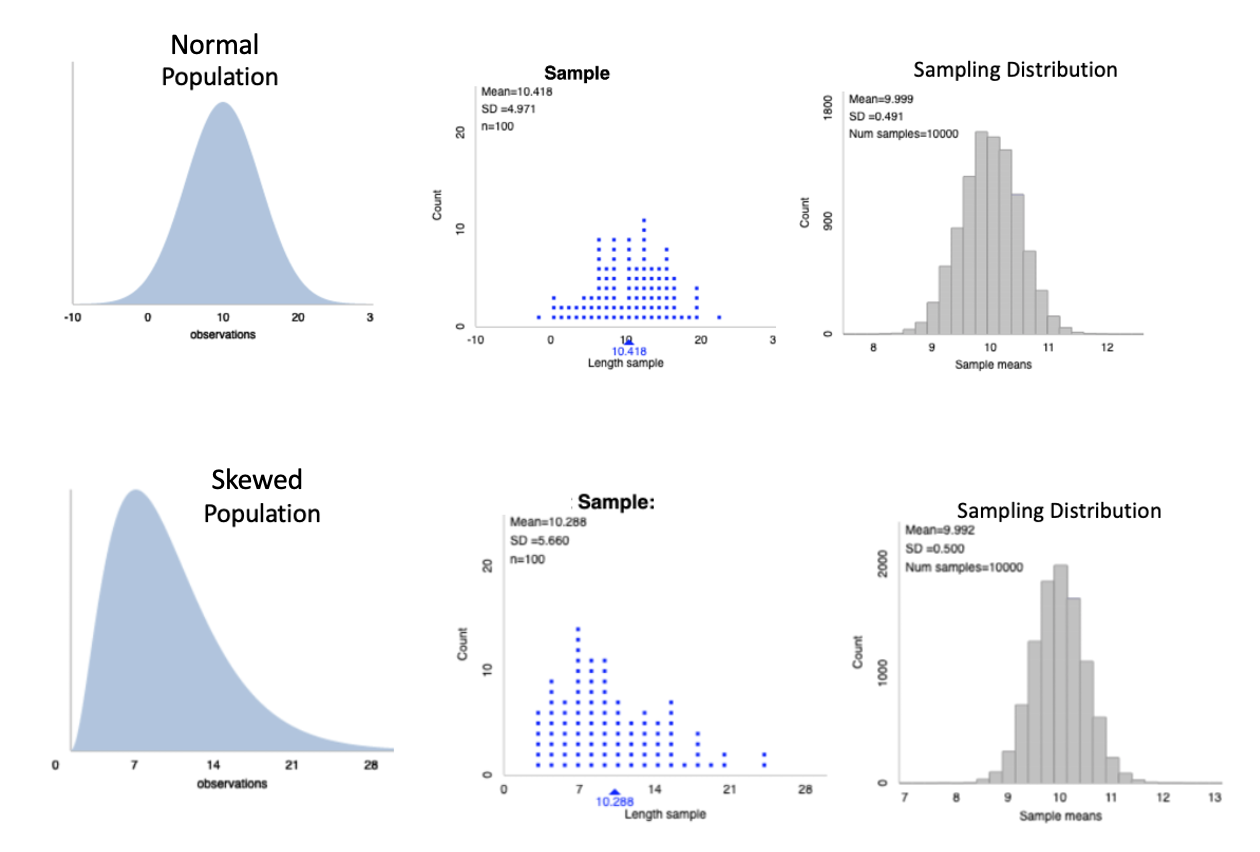 Normal
Population
-10 0 10 20 3
observations
Sample
Mean=10.418
SD =4.971
n=100
20
Count
10
0
-10 0 10 20 3
10.418
Length sample
Sampling Distribution
Mean=9.999
SD =0.491
Num samples=10000
1800
Count
900
0
8 9 10 11 12
Sample means
Skewed
Population
0 7 14 21 28
observations
: Sample:
Mean=10.288
SD =5.660
n=100
20
Count
10
0
0 7 14 21 28
10.288
Length sample
Sampling Distribution
Mean=9.992
SD =0.500
Num samples=10000
2000
Count
1000
0
7 8 9 10 11 12 13
Sample means